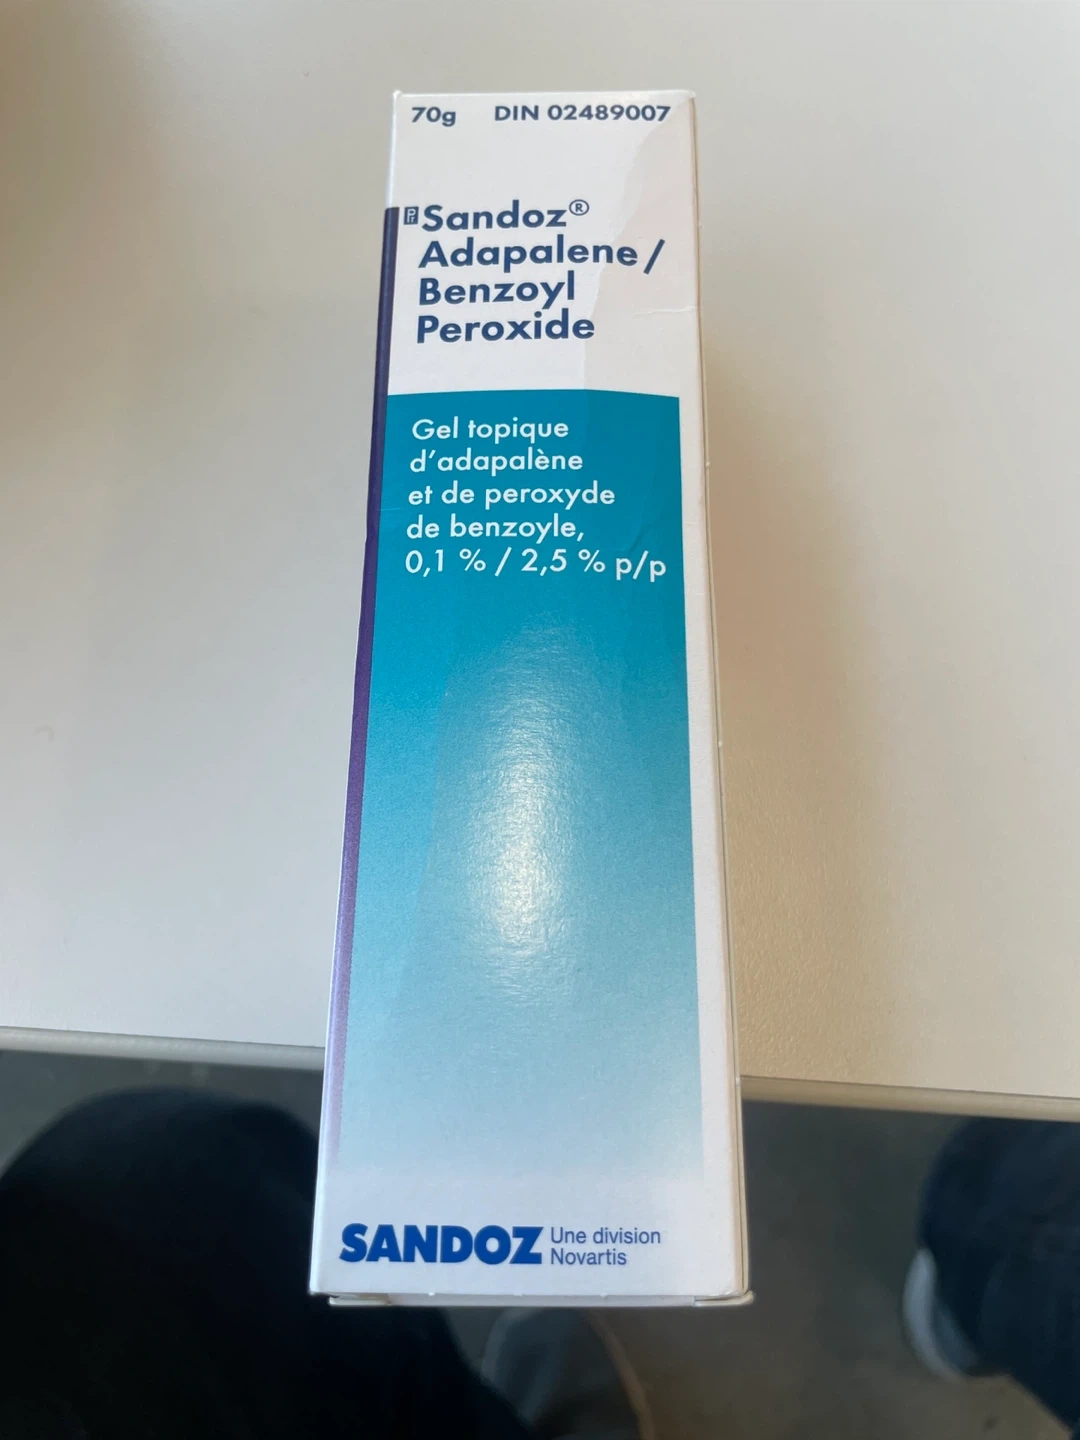 70g DIN 02489007
Pr Sandoz®
Adapalene/
Benzoyl
Peroxide
Gel topique
d'adapalène
et de peroxyde
de benzoyle,
0,1 % / 2,5 % p/p
SANDOZ Une division
Novartis